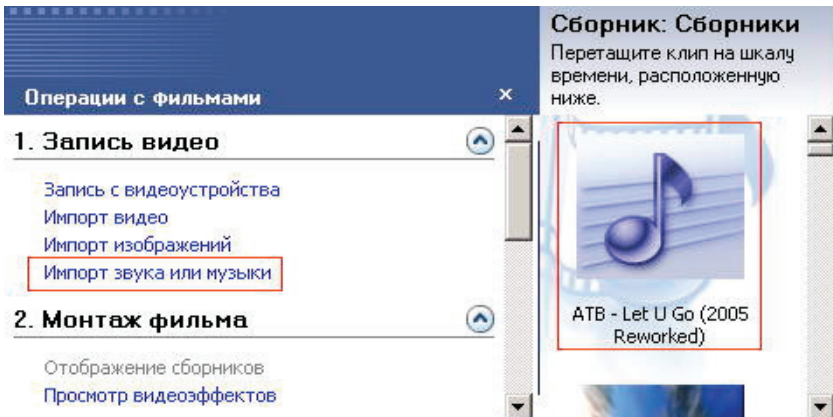 Операции с фильмами
1. Запись видео
Запись с видеоустройства
Импорт видео
Импорт изображений
Импорт звука или музыки
2. Монтаж фильма
Отображение сборников
Просмотр видеоэффектов
Сборник: Сборники
Перетащите клип на шкалу
времени, расположенную
ниже.
ATB - Let U Go (2005
Reworked)